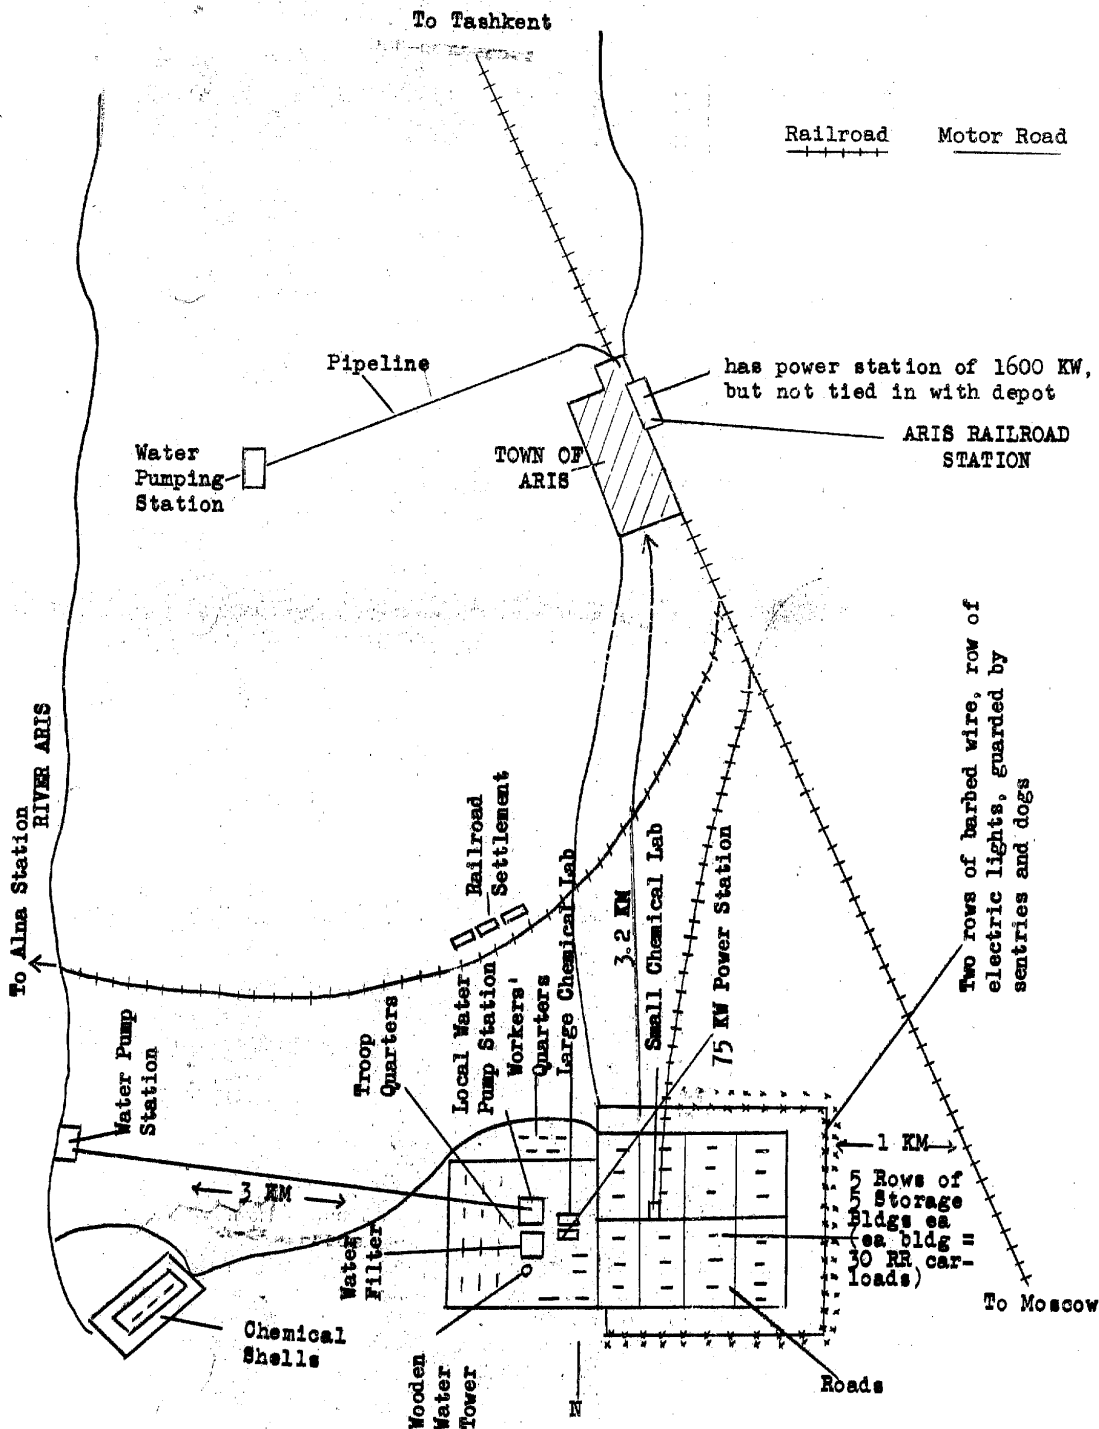 To Tashkent
Railroad
Motor Road
Pipeline
has power station of 1600 KW,
but not tied in with depot
ARIS RAILROAD
STATION
TOWN OF
ARIS
Water
Pumping
Station
Two rows of barbed wire, row of
electric lights, guarded by
sentries and dogs
RIVER ARIS
To Alna Station
Railroad
Settlement
3.2 KM
Small Chemical Lab
75 KW Power Station
Large Chemical Lab
Workers'
Quarters
Local Water
Pump Station
Troop
Quarters
Water Pump
Station
3 KM
1 KM
5 Rows of
5 Storage
Bldgs ea
(ea bldg =
30 RR car-
loads)
To Moscow
Water
Filter
Chemical
Shells
Wooden
Water
Tower
N
Roads